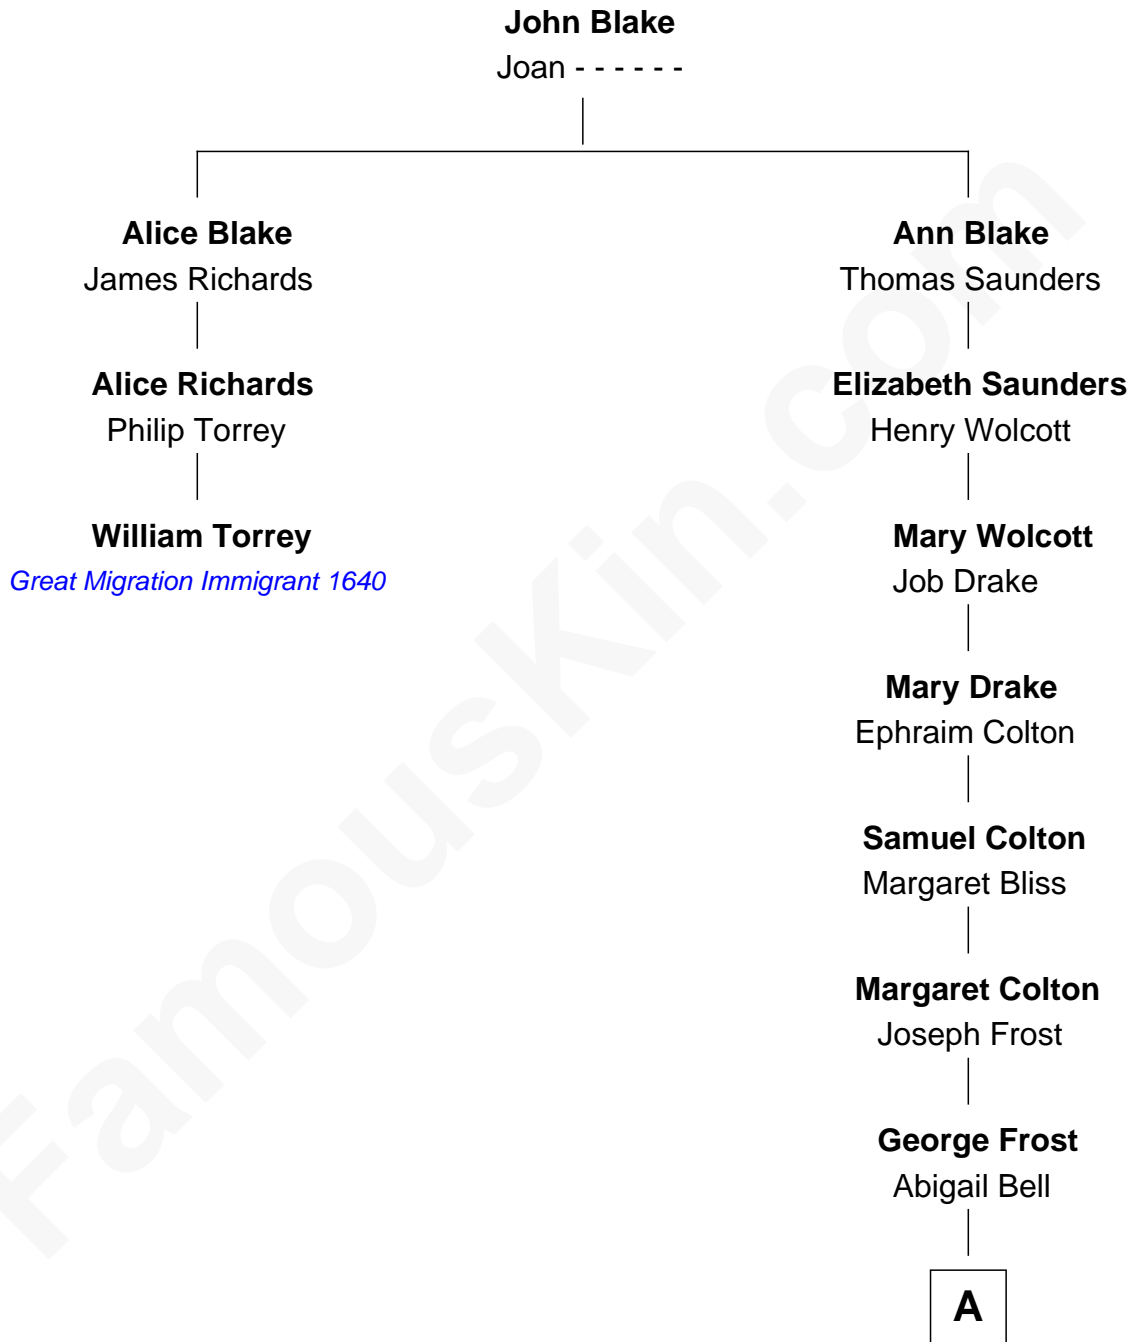 John Blake
Joan - - - - - -
Alice Blake
James Richards
Ann Blake
Thomas Saunders
Alice Richards
Philip Torrey
Elizabeth Saunders
Henry Wolcott
William Torrey
Great Migration Immigrant 1640
Mary Wolcott
Job Drake
Mary Drake
Ephraim Colton
Samuel Colton
Margaret Bliss
Margaret Colton
Joseph Frost
George Frost
Abigail Bell
A
FamousKin.com